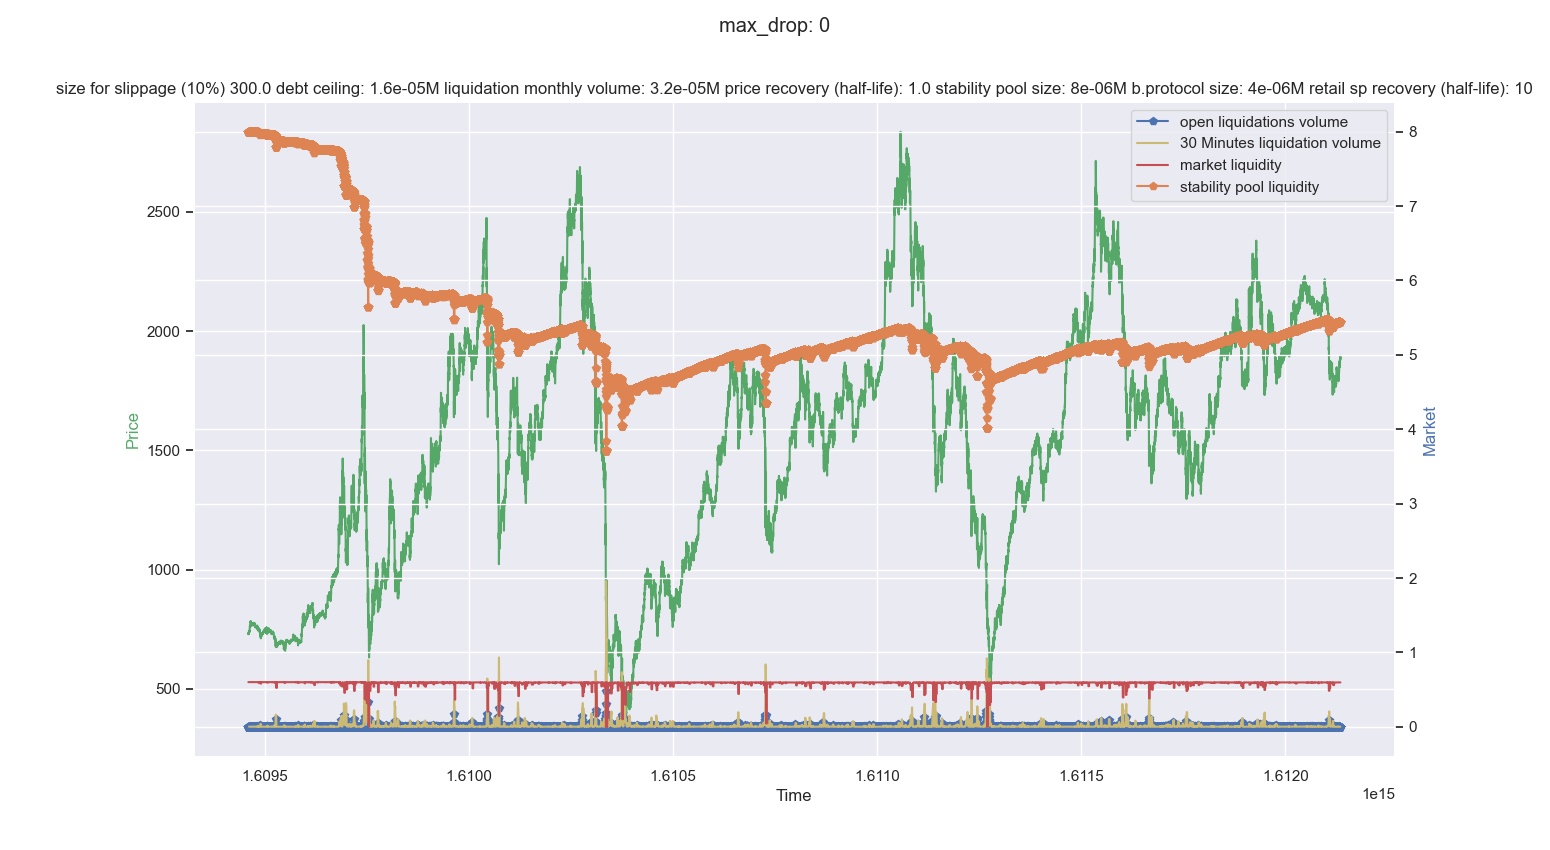 max_drop: 0
size for slippage (10%) 300.0 debt ceiling: 1.6e-05M liquidation monthly volume: 3.2e-05M price recovery (half-life): 1.0 stability pool size: 8e-06M b.protocol size: 4e-06M retail sp recovery (half-life): 10
open liquidations volume
30 Minutes liquidation volume
market liquidity
stability pool liquidity
2500
2000
1500
1000
500
Price
8
7
6
5
4
3
2
1
0
Market
1.6095 1.6100 1.6105 1.6110 1.6115 1.6120
1e15
Time